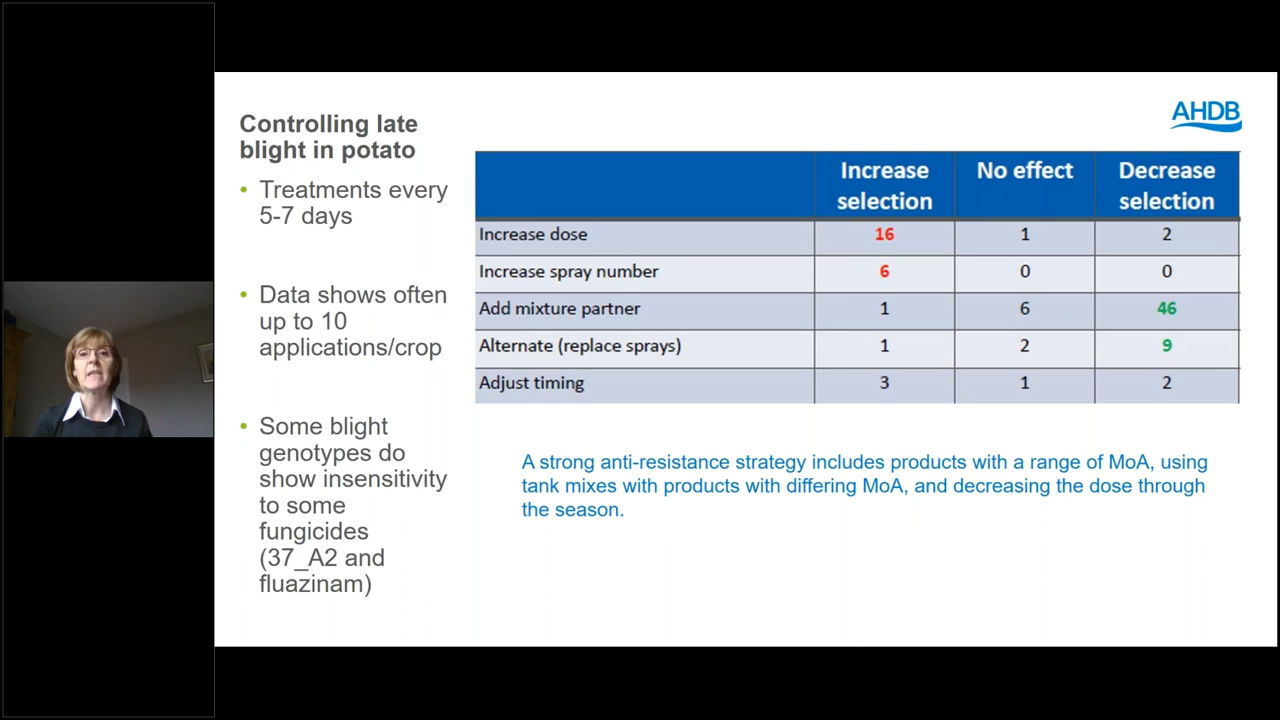 Controlling late
blight in potato
• Treatments every
5-7 days
• Data shows often
up to 10
applications/crop
• Some blight
genotypes do
show insensitivity
to some
fungicides
(37_A2 and
fluazinam)
AHDB
Increase selection No effect Decrease selection
Increase dose 16 1 2
Increase spray number 6 0 0
Add mixture partner 1 6 46
Alternate (replace sprays) 1 2 9
Adjust timing 3 1 2
A strong anti-resistance strategy includes products with a range of MoA, using
tank mixes with products with differing MoA, and decreasing the dose through
the season.